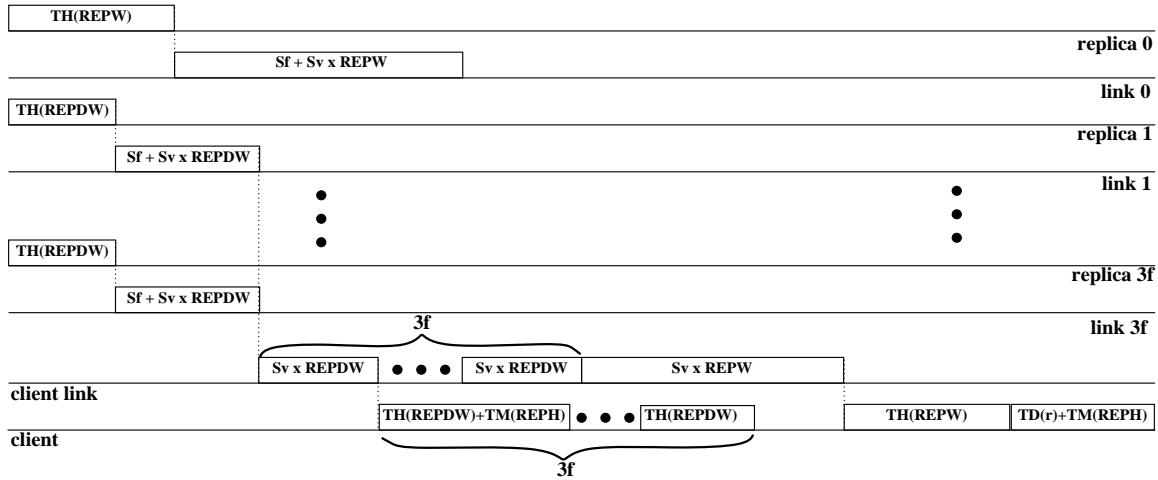 TH(REPW)
replica 0
Sf + Sv x REPW
link 0
TH(REPDW)
replica 1
Sf + Sv x REPDW
link 1
TH(REPDW)
replica 3f
Sf + Sv x REPDW
link 3f
3f
Sv x REPDW Sv x REPDW Sv x REPW
client link
TH(REPDW)+TM(REPH) TH(REPDW) TH(REPW) TD(r)+TM(REPH)
client
3f